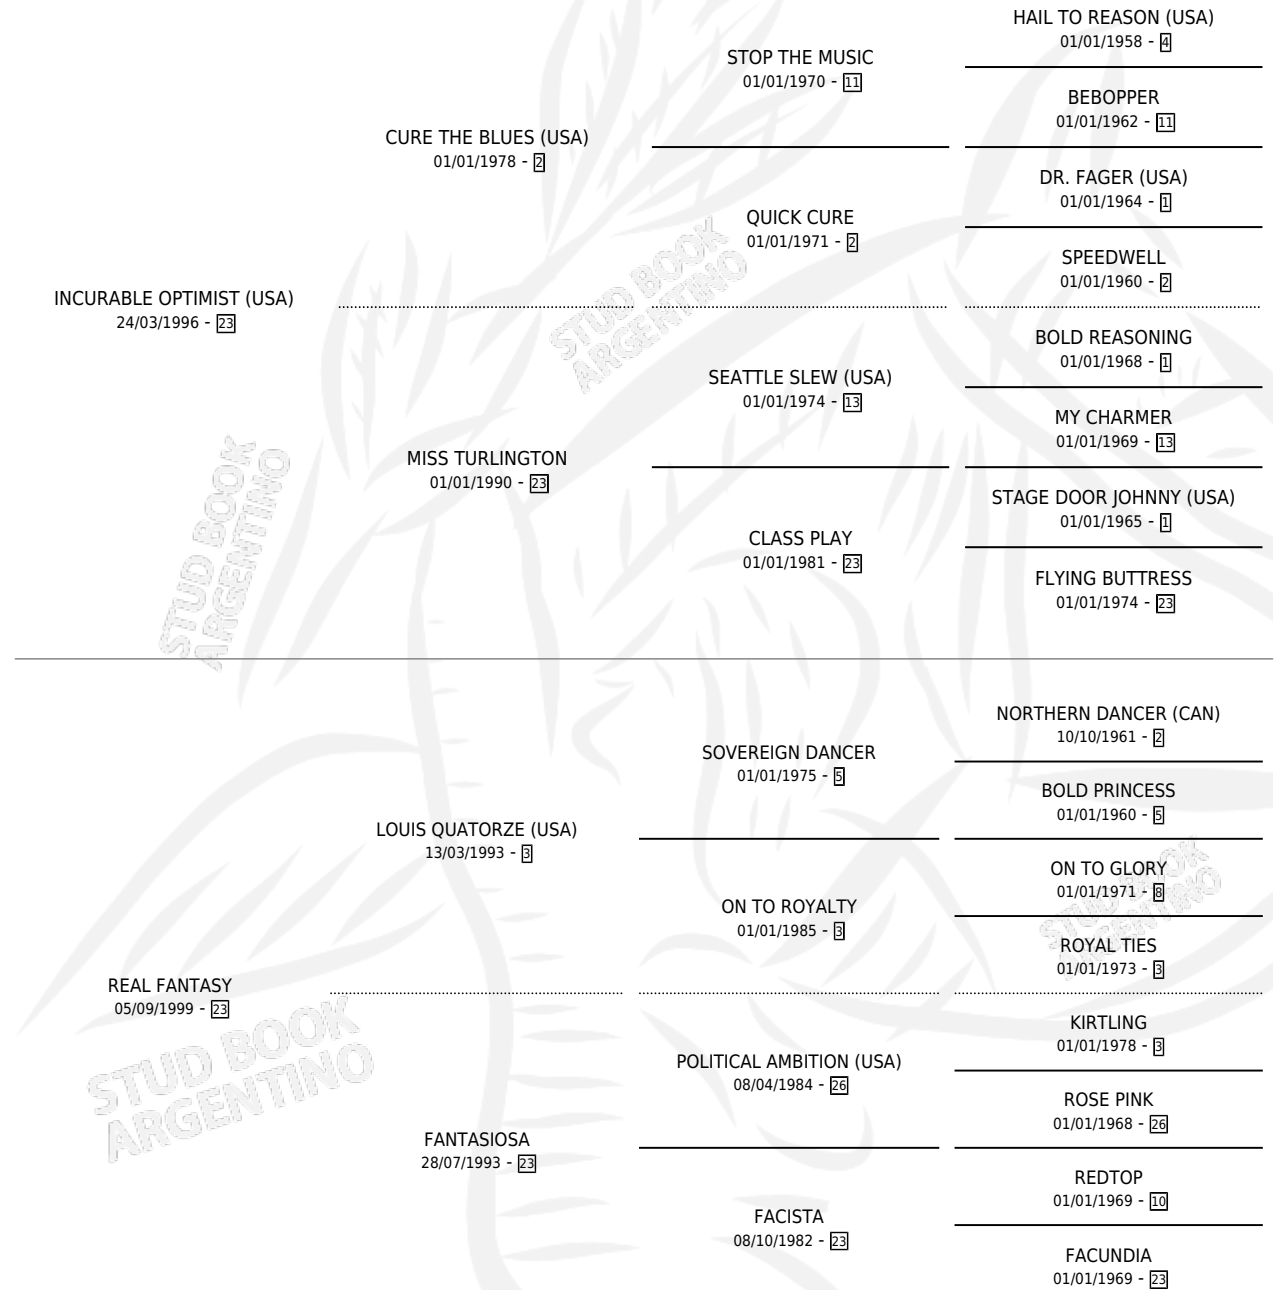 HAIL TO REASON (USA)
01/01/1958 - 4
STOP THE MUSIC
01/01/1970 - 11
BEBOPPER
01/01/1962 - 11
CURE THE BLUES (USA)
01/01/1978 - 2
DR. FAGER (USA)
01/01/1964 - 1
QUICK CURE
01/01/1971 - 2
SPEEDWELL
01/01/1960 - 2
INCURABLE OPTIMIST (USA)
24/03/1996 - 23
STUD BOOK
ARGENTINO
BOLD REASONING
01/01/1968 - 1
SEATTLE SLEW (USA)
01/01/1974 - 13
MY CHARMER
01/01/1969 - 13
MISS TURLINGTON
01/01/1990 - 23
STAGE DOOR JOHNNY (USA)
01/01/1965 - 1
CLASS PLAY
01/01/1981 - 23
FLYING BUTTRESS
01/01/1974 - 23
STUD BOOK
ARGENTINO
NORTHERN DANCER (CAN)
10/10/1961 - 2
SOVEREIGN DANCER
01/01/1975 - 5
BOLD PRINCESS
01/01/1960 - 5
LOUIS QUATORZE (USA)
13/03/1993 - 3
ON TO GLORY
01/01/1971 - 8
ON TO ROYALTY
01/01/1985 - 3
STUD BOOK
ARGENTINO
ROYAL TIES
01/01/1973 - 3
REAL FANTASY
05/09/1999 - 23
KIRTLING
01/01/1978 - 3
POLITICAL AMBITION (USA)
08/04/1984 - 26
STUD BOOK
ARGENTINO
ROSE PINK
01/01/1968 - 26
FANTASIOSA
28/07/1993 - 23
REDTOP
01/01/1969 - 10
FACISTA
08/10/1982 - 23
FACUNDIA
01/01/1969 - 23